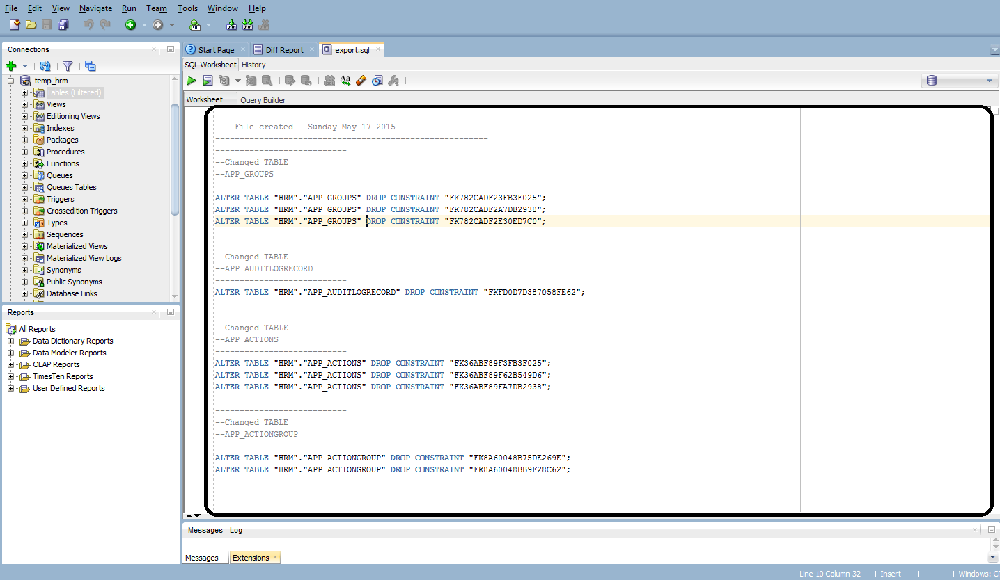 File Edit View Navigate Run Team Tools Window Help
Connections
temp_hrm
Tables (Filtered)
Views
Editioning Views
Indexes
Packages
Procedures
Functions
Queues
Queues Tables
Triggers
Crossedition Triggers
Types
Sequences
Materialized Views
Materialized View Logs
Synonyms
Public Synonyms
Database Links
Reports
All Reports
Data Dictionary Reports
Data Modeler Reports
OLAP Reports
TimesTen Reports
User Defined Reports
Start Page Diff Report export.sql
SQL Worksheet History
Worksheet Query Builder
--------------------------------------------------------
--  File created - Sunday-May-17-2015
--------------------------------------------------------
---------------------------
--Changed TABLE
--APP_GROUPS
---------------------------
ALTER TABLE "HRM"."APP_GROUPS" DROP CONSTRAINT "FK782CADF23FB3F025";
ALTER TABLE "HRM"."APP_GROUPS" DROP CONSTRAINT "FK782CADF2A7DB2938";
ALTER TABLE "HRM"."APP_GROUPS" DROP CONSTRAINT "FK782CADF2E30ED7C0";
---------------------------
--Changed TABLE
--APP_AUDITLOGRECORD
---------------------------
ALTER TABLE "HRM"."APP_AUDITLOGRECORD" DROP CONSTRAINT "FKFD0D7D387058FE62";
---------------------------
--Changed TABLE
--APP_ACTIONS
---------------------------
ALTER TABLE "HRM"."APP_ACTIONS" DROP CONSTRAINT "FK36ABF89F3FB3F025";
ALTER TABLE "HRM"."APP_ACTIONS" DROP CONSTRAINT "FK36ABF89F62B549D6";
ALTER TABLE "HRM"."APP_ACTIONS" DROP CONSTRAINT "FK36ABF89FA7DB2938";
---------------------------
--Changed TABLE
--APP_ACTIONGROUP
---------------------------
ALTER TABLE "HRM"."APP_ACTIONGROUP" DROP CONSTRAINT "FK8A60048B75DE269E";
ALTER TABLE "HRM"."APP_ACTIONGROUP" DROP CONSTRAINT "FK8A60048BB9F28C62";
Messages - Log
Messages Extensions
Line 10 Column 32 | Insert | | Windows: CF